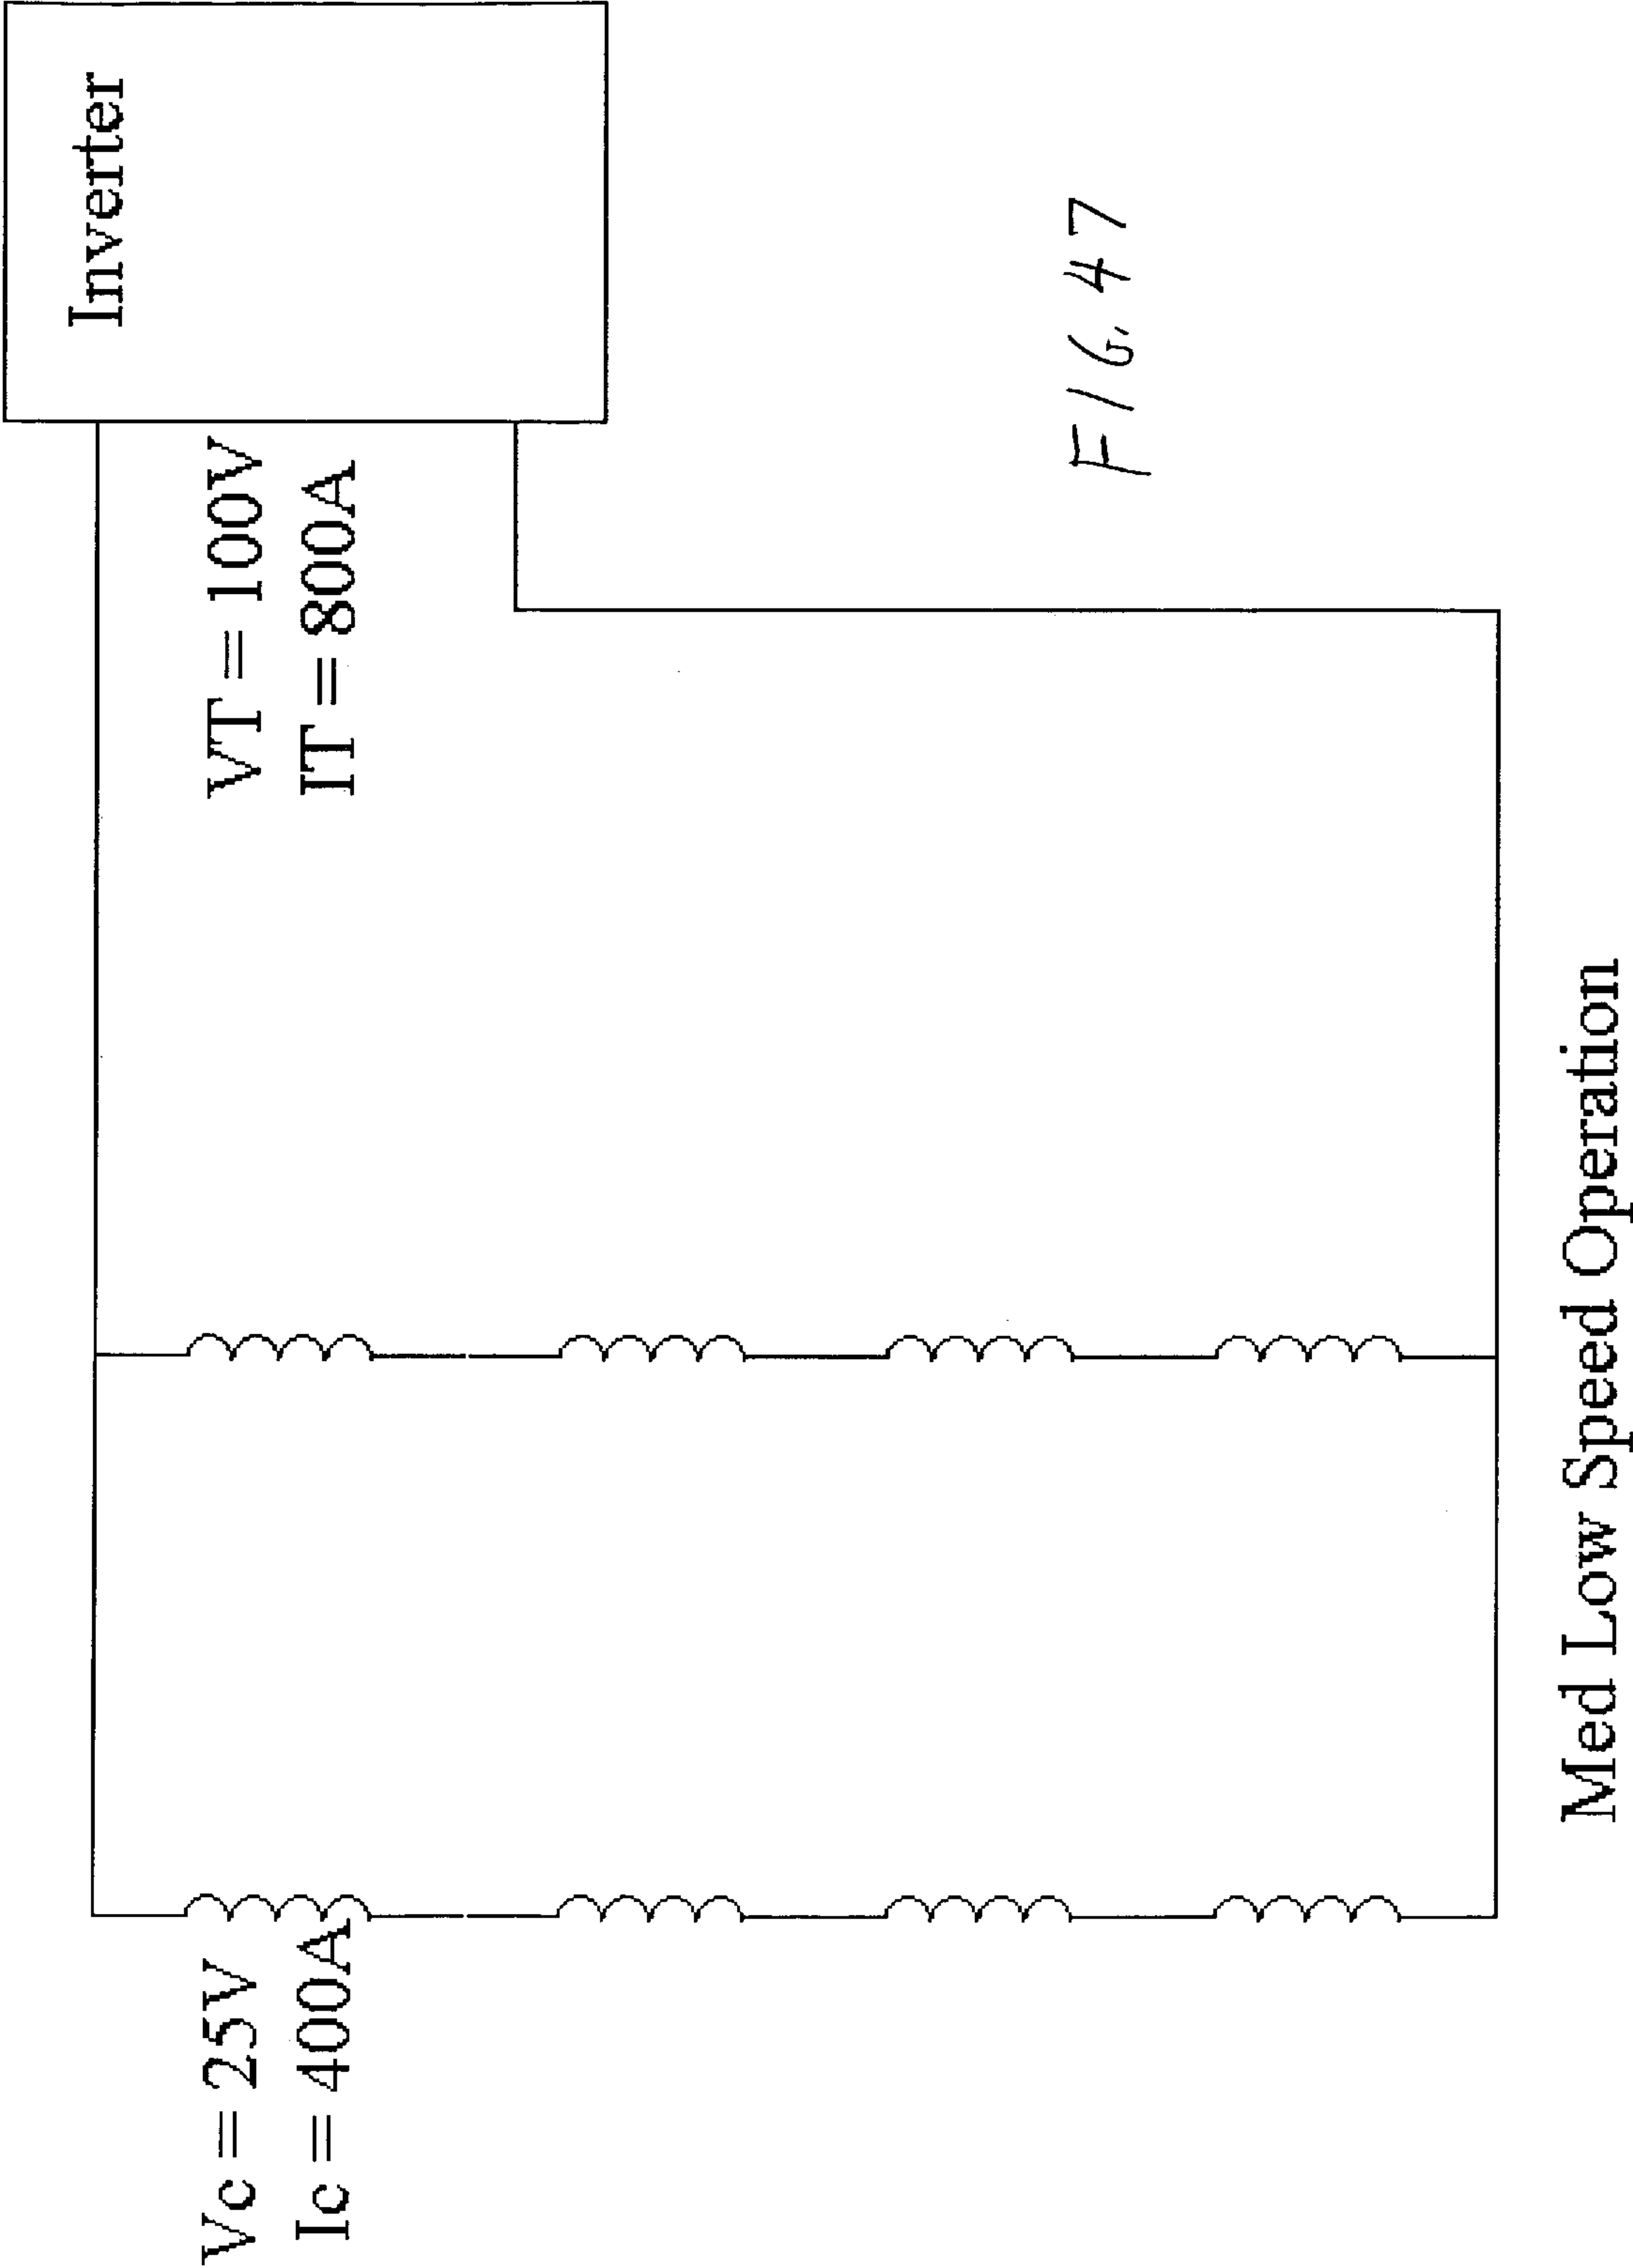 Inverter
VT = 100V
IT = 800A
Vc = 25V
Ic = 400A
Med Low Speed Operation
FIG. 47